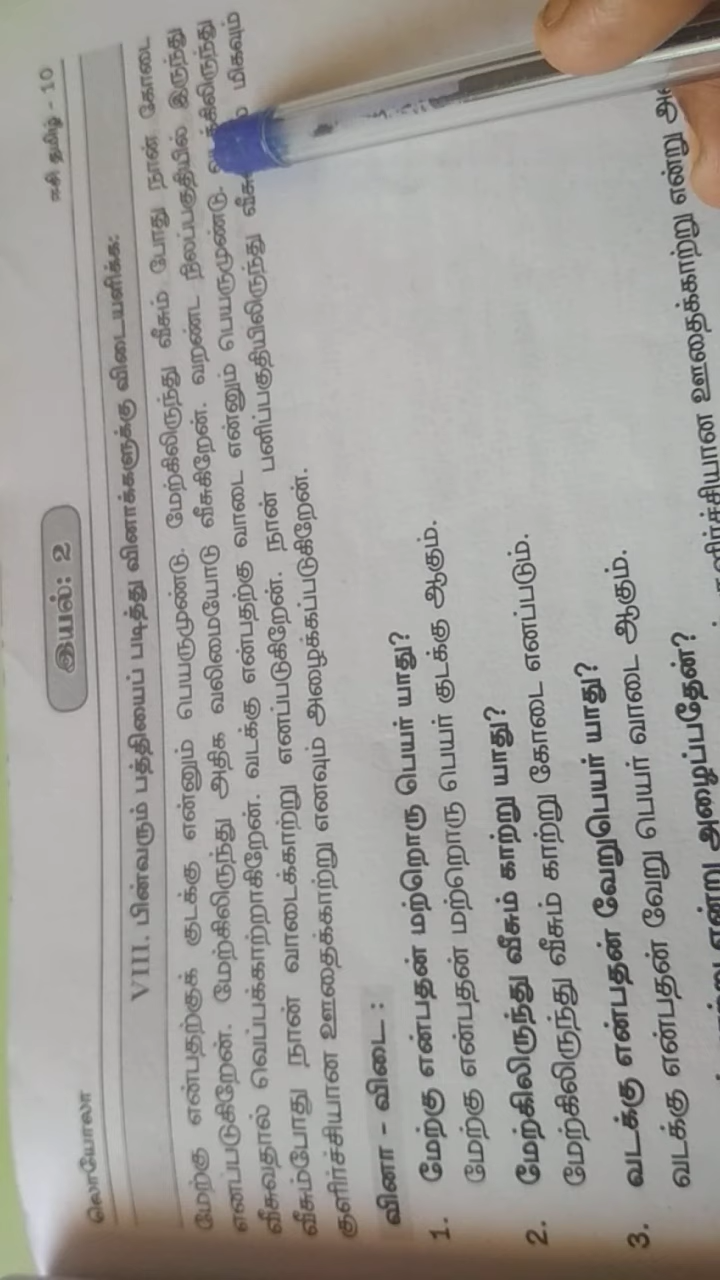 லொயோலா
இயல்: 2
ஈசி தமிழ் - 10
VIII. பின்வரும் பத்தியைப் படித்து வினாக்களுக்கு விடையளிக்க:
மேற்கு என்பதற்குக் குடக்கு என்னும் பெயருமுண்டு. மேற்கிலிருந்து வீசும் போது நான் கோடை
எனப்படுகிறேன். மேற்கிலிருந்து அதிக வலிமையோடு வீசுகிறேன். வறண்ட நிலப்பகுதியில் இருந்து
வீசுவதால் வெப்பக்காற்றாகிறேன். வடக்கு என்பதற்கு வாடை என்னும் பெயருமுண்டு.
வீசும்போது நான் வாடைக்காற்று எனப்படுகிறேன். நான் பனிப்பகுதியிலிருந்து மிகவும்
குளிர்ச்சியான ஊதைக்காற்று எனவும் அழைக்கப்படுகிறேன்.
வினா - விடை :
1. மேற்கு என்பதன் மற்றொரு பெயர் யாது?
மேற்கு என்பதன் மற்றொரு பெயர் குடக்கு ஆகும்.
2. மேற்கிலிருந்து வீசும் காற்று யாது?
மேற்கிலிருந்து வீசும் காற்று கோடை எனப்படும்.
3. வடக்கு என்பதன் வேறுபெயர் யாது?
வடக்கு என்பதன் வேறு பெயர் வாடை ஆகும்.
என்று அழைப்பதேன்?
ஊதைக்காற்று என்று